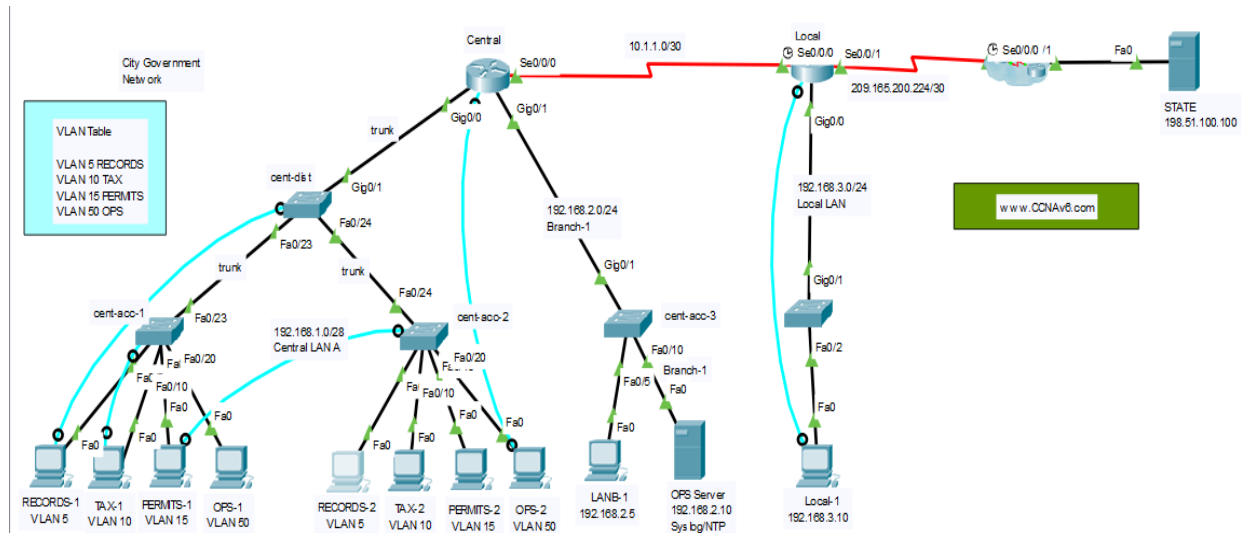 City Government
Network
VLAN Table
VLAN 5 RECORDS
VLAN 10 TAX
VLAN 15 PERMITS
VLAN 50 OPS
Central
Se0/0/0
Gig0/0
Gig0/1
10.1.1.0/30
Local
Se0/0/0
Se0/0/1
Gig0/0
209.165.200.224/30
Se0/0/0 /1
Fa0
STATE
198.51.100.100
www.CCNAv6.com
trunk
cent-dist
Gig0/1
Fa0/24
Fa0/23
trunk
trunk
192.168.2.0/24
Branch-1
192.168.3.0/24
Local LAN
Gig0/1
Gig0/1
Fa0/24
Fa0/23
cent-acc-1
192.168.1.0/28
Central LAN A
cent-acc-2
cent-acc-3
Fa0/20
Fa0/10
Fa0/20
Fa0/10
Fa0/5
Fa0/10
Branch-1
Fa0/2
Fa0
Fa0
Fa0
Fa0
Fa0
Fa0
Fa0
Fa0
Fa0
RECORDS-1
VLAN 5
TAX-1
VLAN 10
PERMITS-1
VLAN 15
OPS-1
VLAN 50
RECORDS-2
VLAN 5
TAX-2
VLAN 10
PERMITS-2
VLAN 15
OPS-2
VLAN 50
LANB-1
192.168.2.5
OPS Server
192.168.2.10
Syslog/NTP
Local-1
192.168.3.10